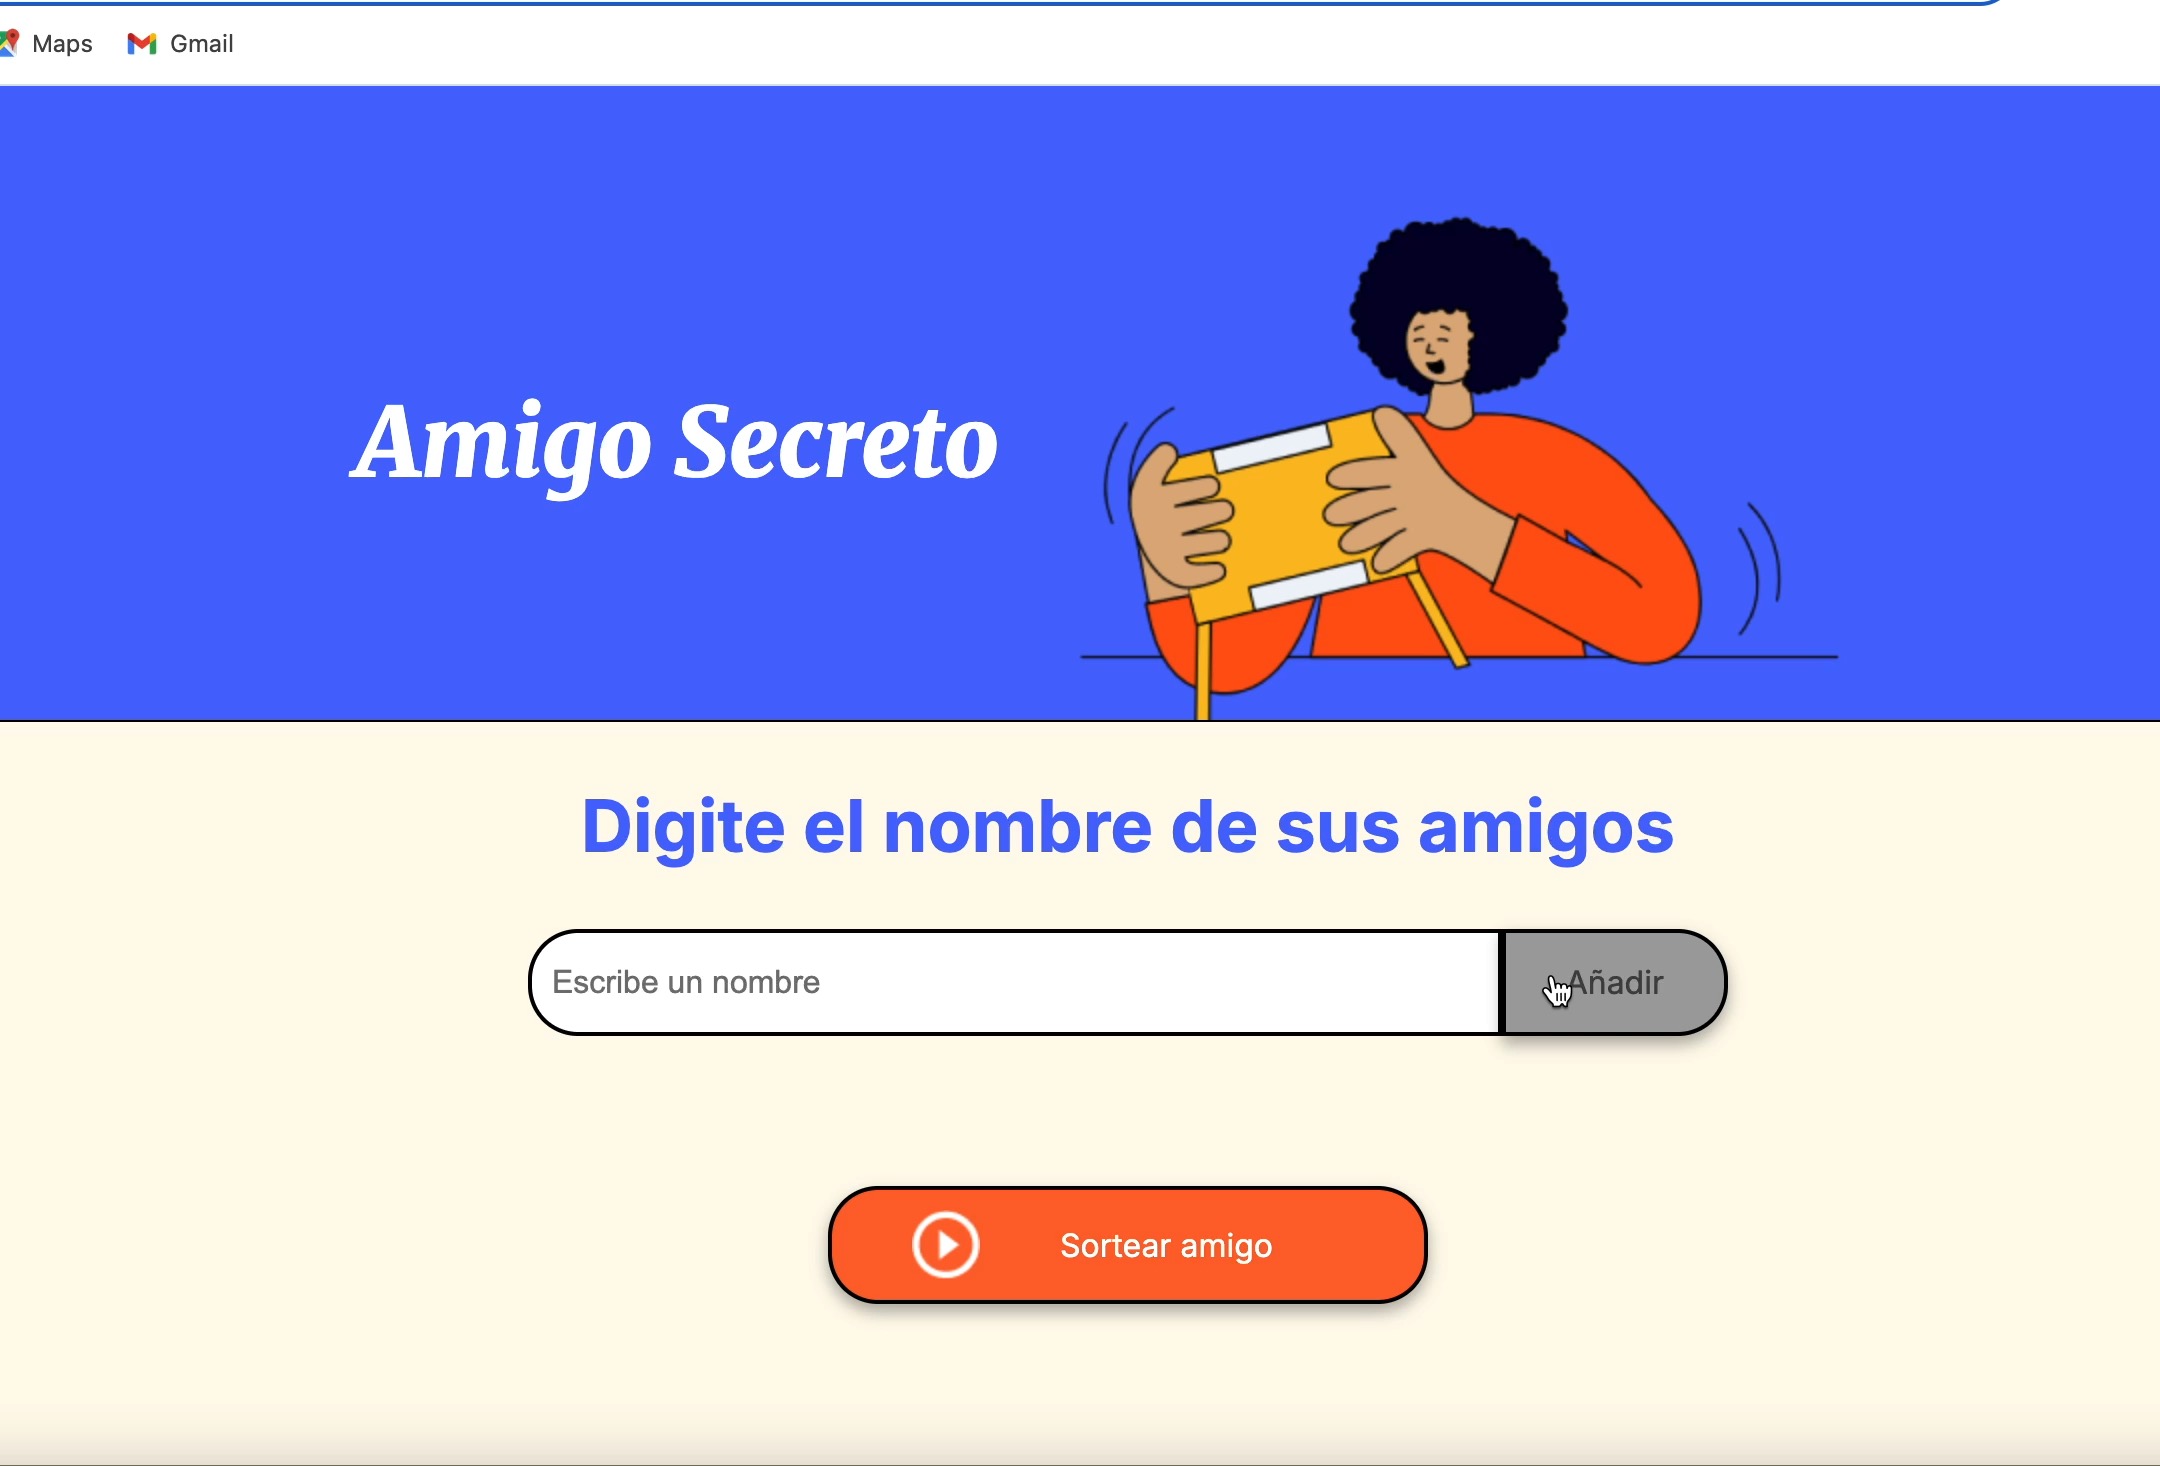 Maps Gmail
Amigo Secreto
Digite el nombre de sus amigos
Escribe un nombre Añadir
Sortear amigo